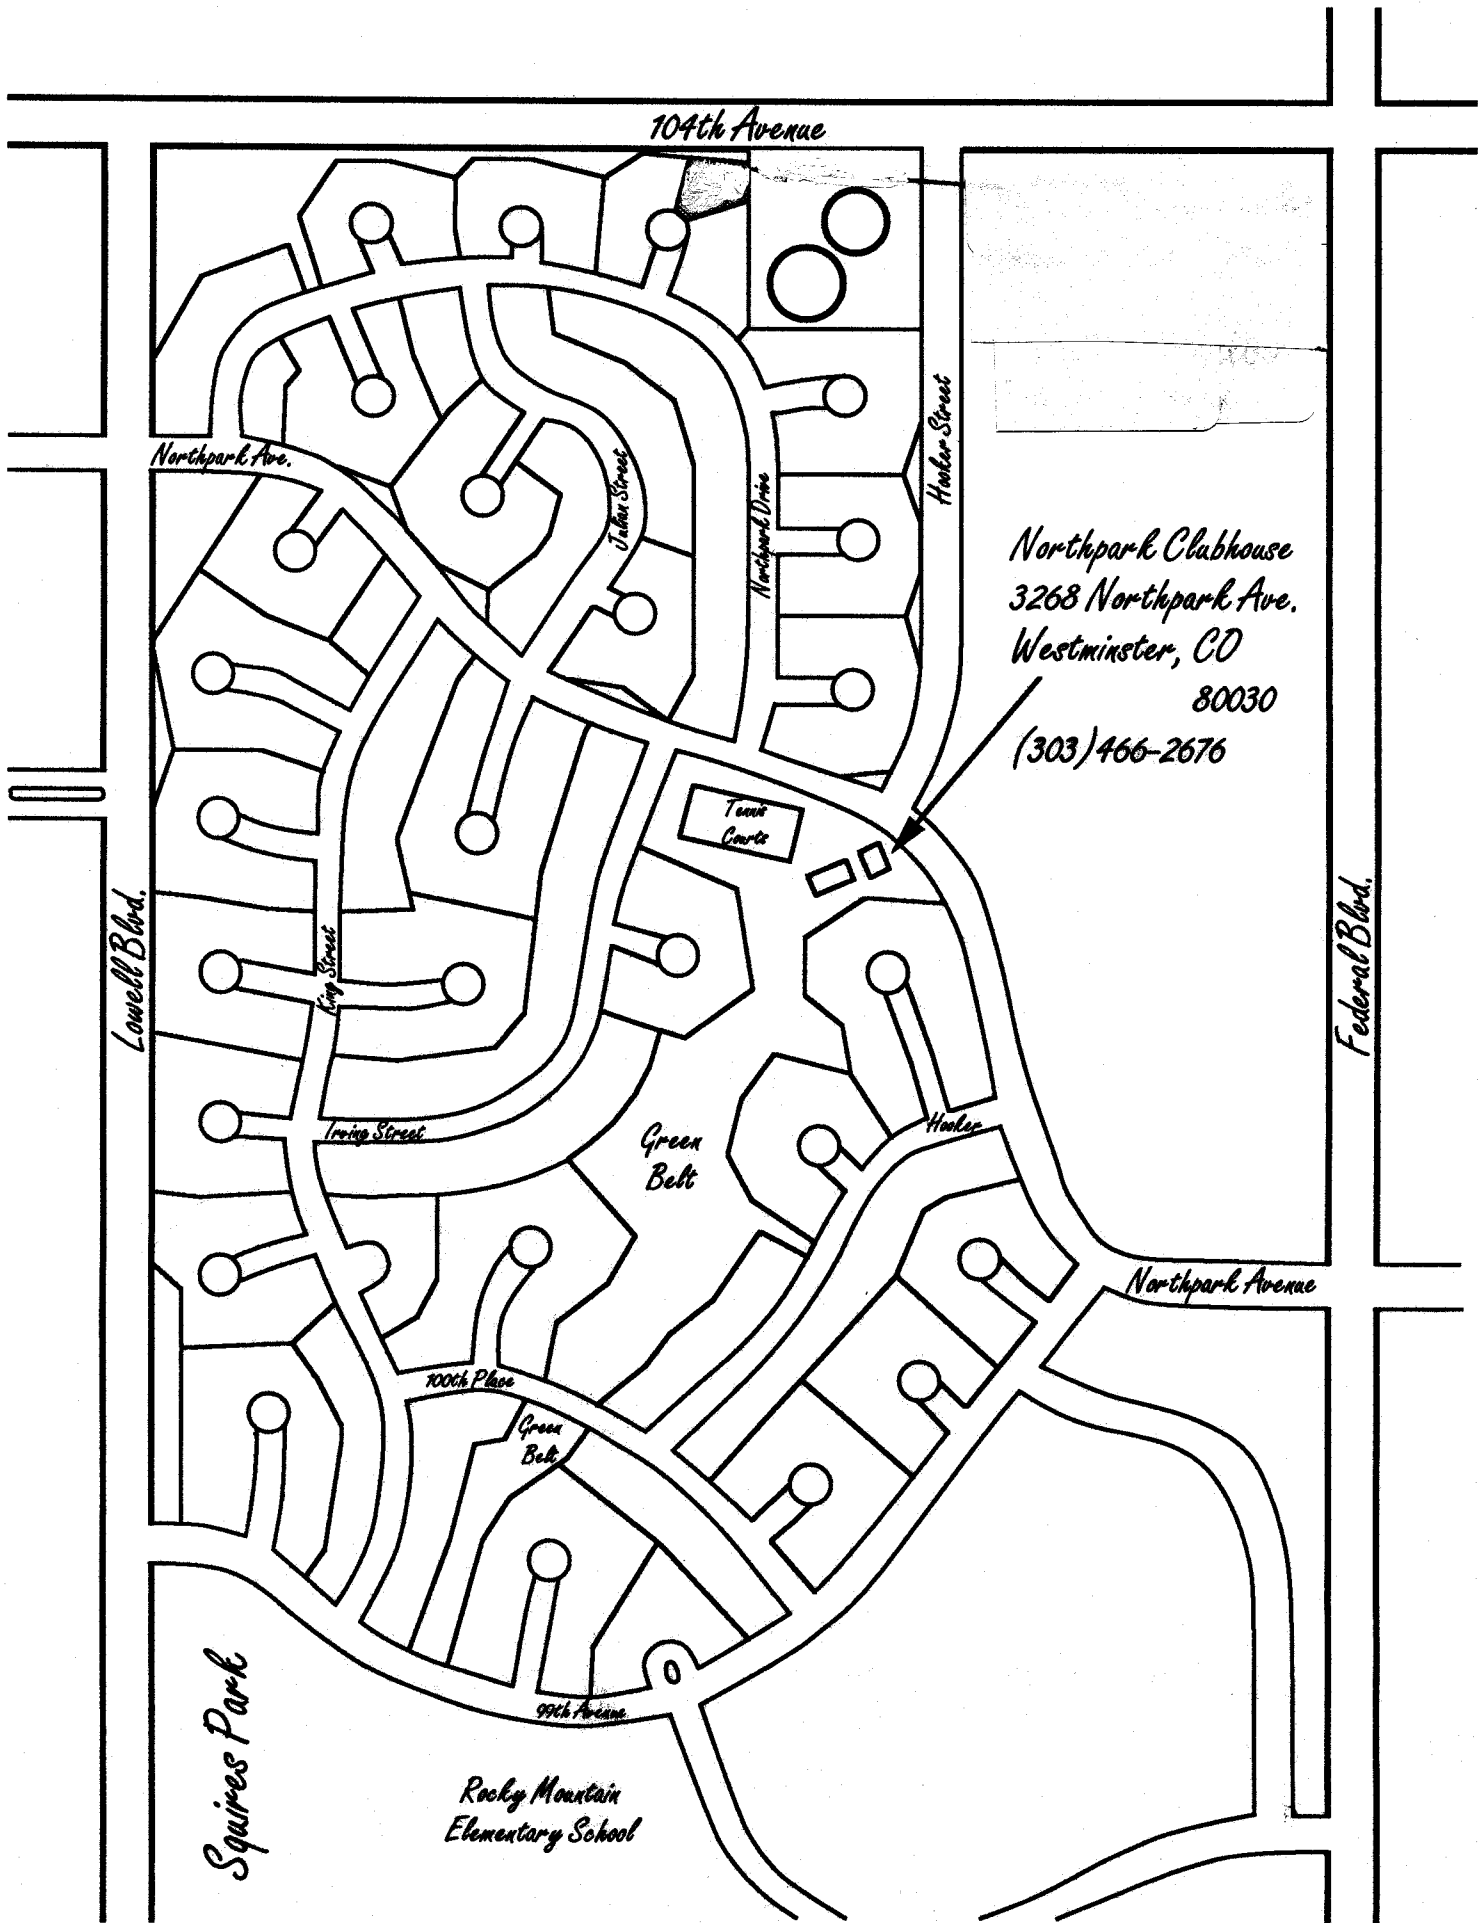 104th Avenue
Northpark Ave.
Hooker Street
Julian Street
Northpark Drive
Northpark Clubhouse
3268 Northpark Ave.
Westminster, CO
80030
(303)466-2676
Tennis
Courts
Lowell Blvd.
King Street
Federal Blvd.
Irving Street
Hooker
Green
Belt
Northpark Avenue
100th Place
Green
Belt
99th Avenue
Squires Park
Rocky Mountain
Elementary School